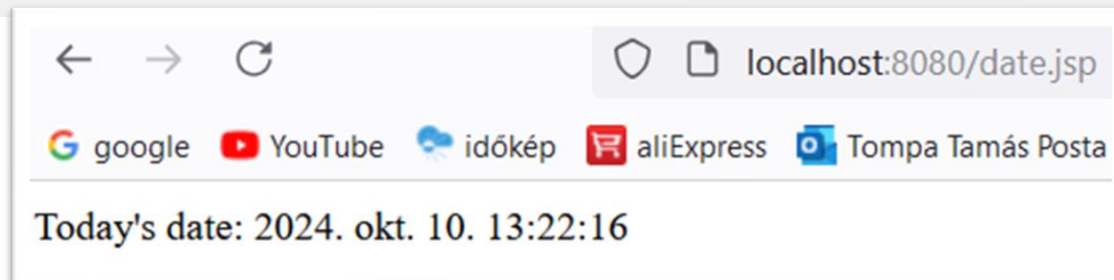 localhost:8080/date.jsp
google YouTube időkép aliExpress Tompa Tamás Posta
Today's date: 2024. okt. 10. 13:22:16